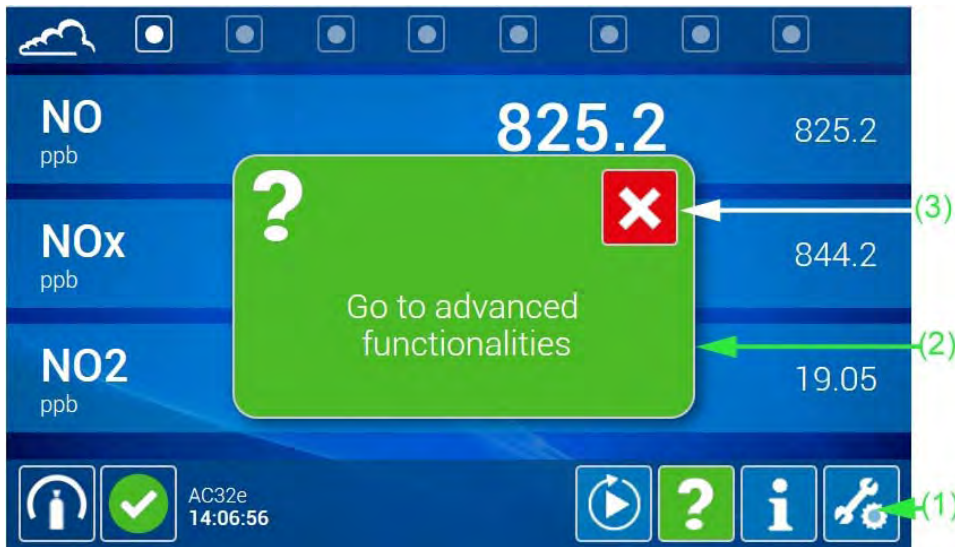 NO
ppb
825.2
825.2
?
(3)
NOx
ppb
844.2
Go to advanced
functionalities
(2)
NO2
ppb
19.05
AC32e
14:06:56
?
i
(1)